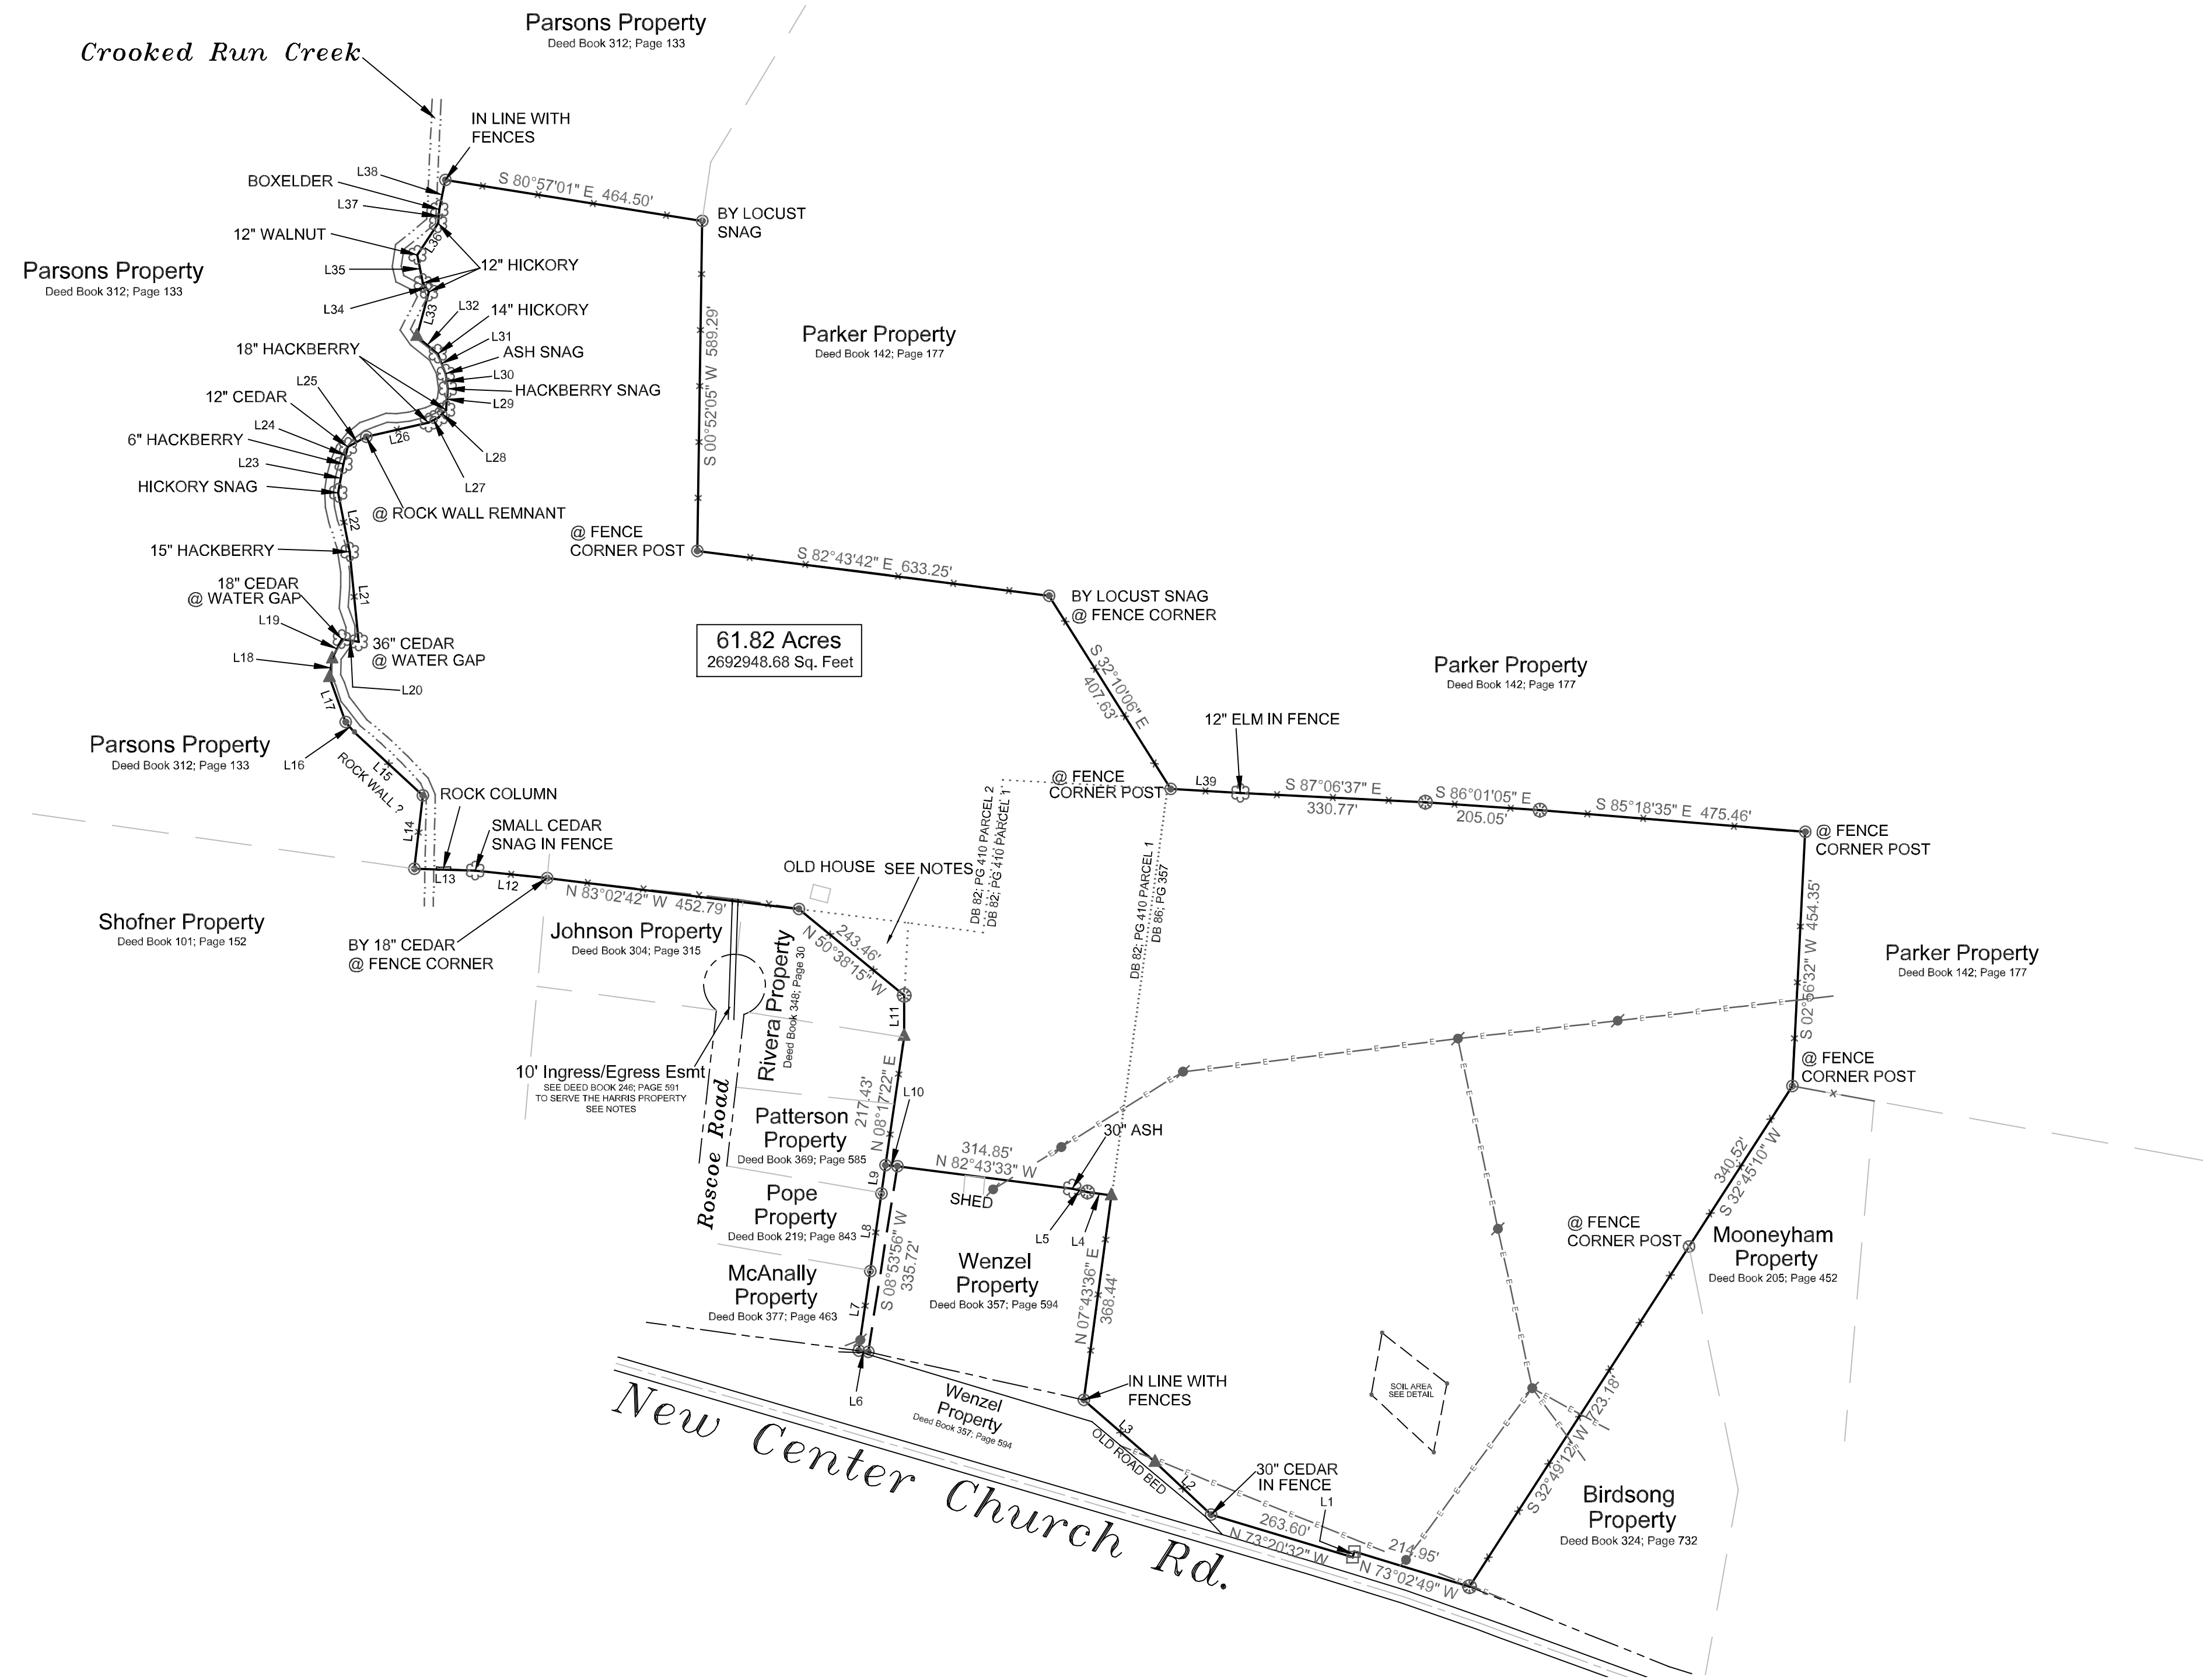 Parsons Property
Deed Book 312; Page 133
Crooked Run Creek
IN LINE WITH
FENCES
L38
BOXELDER
L37
S 80°57'01" E 464.50'
BY LOCUST
SNAG
12" WALNUT
L36
12" HICKORY
Parsons Property
Deed Book 312; Page 133
L35
L34
L33
L32
14" HICKORY
L31
Parker Property
Deed Book 142; Page 177
18" HACKBERRY
ASH SNAG
L30
HACKBERRY SNAG
L29
S 00°52'05" W 589.29'
L25
12" CEDAR
L24
6" HACKBERRY
L26
L28
L23
L27
HICKORY SNAG
@ ROCK WALL REMNANT
L22
@ FENCE
CORNER POST
15" HACKBERRY
S 82°43'42" E 633.25'
18" CEDAR
@ WATER GAP
L21
BY LOCUST SNAG
@ FENCE CORNER
L19
36" CEDAR
@ WATER GAP
L18
L20
61.82 Acres
2692948.68 Sq. Feet
S 32°10'06" E
407.63'
Parker Property
Deed Book 142; Page 177
L17
12" ELM IN FENCE
Parsons Property
Deed Book 312; Page 133
L16
L15
ROCK WALL ?
@ FENCE
CORNER POST
L39
S 87°06'37" E
330.77'
S 86°01'05" E
205.05'
S 85°18'35" E 475.46'
@ FENCE
CORNER POST
ROCK COLUMN
L14
SMALL CEDAR
SNAG IN FENCE
DB 82; PG 410 PARCEL 2
DB 82; PG 410 PARCEL 1
L13
L12
N 83°02'42" W 452.79'
OLD HOUSE
SEE NOTES
DB 82; PG 410 PARCEL 1
DB 86; PG 357
Shofner Property
Deed Book 101; Page 152
BY 18" CEDAR
@ FENCE CORNER
Johnson Property
Deed Book 304; Page 315
Rivera Property
Deed Book 348; Page 30
243.46'
N 50°38'15" W
S 02°56'32" W 454.35'
Parker Property
Deed Book 142; Page 177
L11
E E E E E E E E E E E E E
10' Ingress/Egress Esmt
SEE DEED BOOK 246; PAGE 591
TO SERVE THE HARRIS PROPERTY
SEE NOTES
217.43'
N 08°17'22" E
L10
@ FENCE
CORNER POST
Patterson
Property
Deed Book 369; Page 585
Roscoe Road
30" ASH
314.85'
N 82°43'33" W
340.52'
S 32°45'10" W
L9
SHED
Pope
Property
Deed Book 219; Page 843
L8
L5
L4
@ FENCE
CORNER POST
Mooneyham
Property
Deed Book 205; Page 452
S 08°53'56" W
335.72'
Wenzel
Property
Deed Book 357; Page 594
N 07°43'36" E
368.44'
McAnally
Property
Deed Book 377; Page 463
L7
L6
IN LINE WITH
FENCES
SOIL AREA
SEE DETAIL
Wenzel
Property
Deed Book 357; Page 594
L3
OLD ROAD BED
S 32°49'12" W 723.18'
New Center Church Rd.
L2
30" CEDAR
IN FENCE
L1
263.60'
N 73°20'32" W
214.95'
N 73°02'49" W
Birdsong
Property
Deed Book 324; Page 732